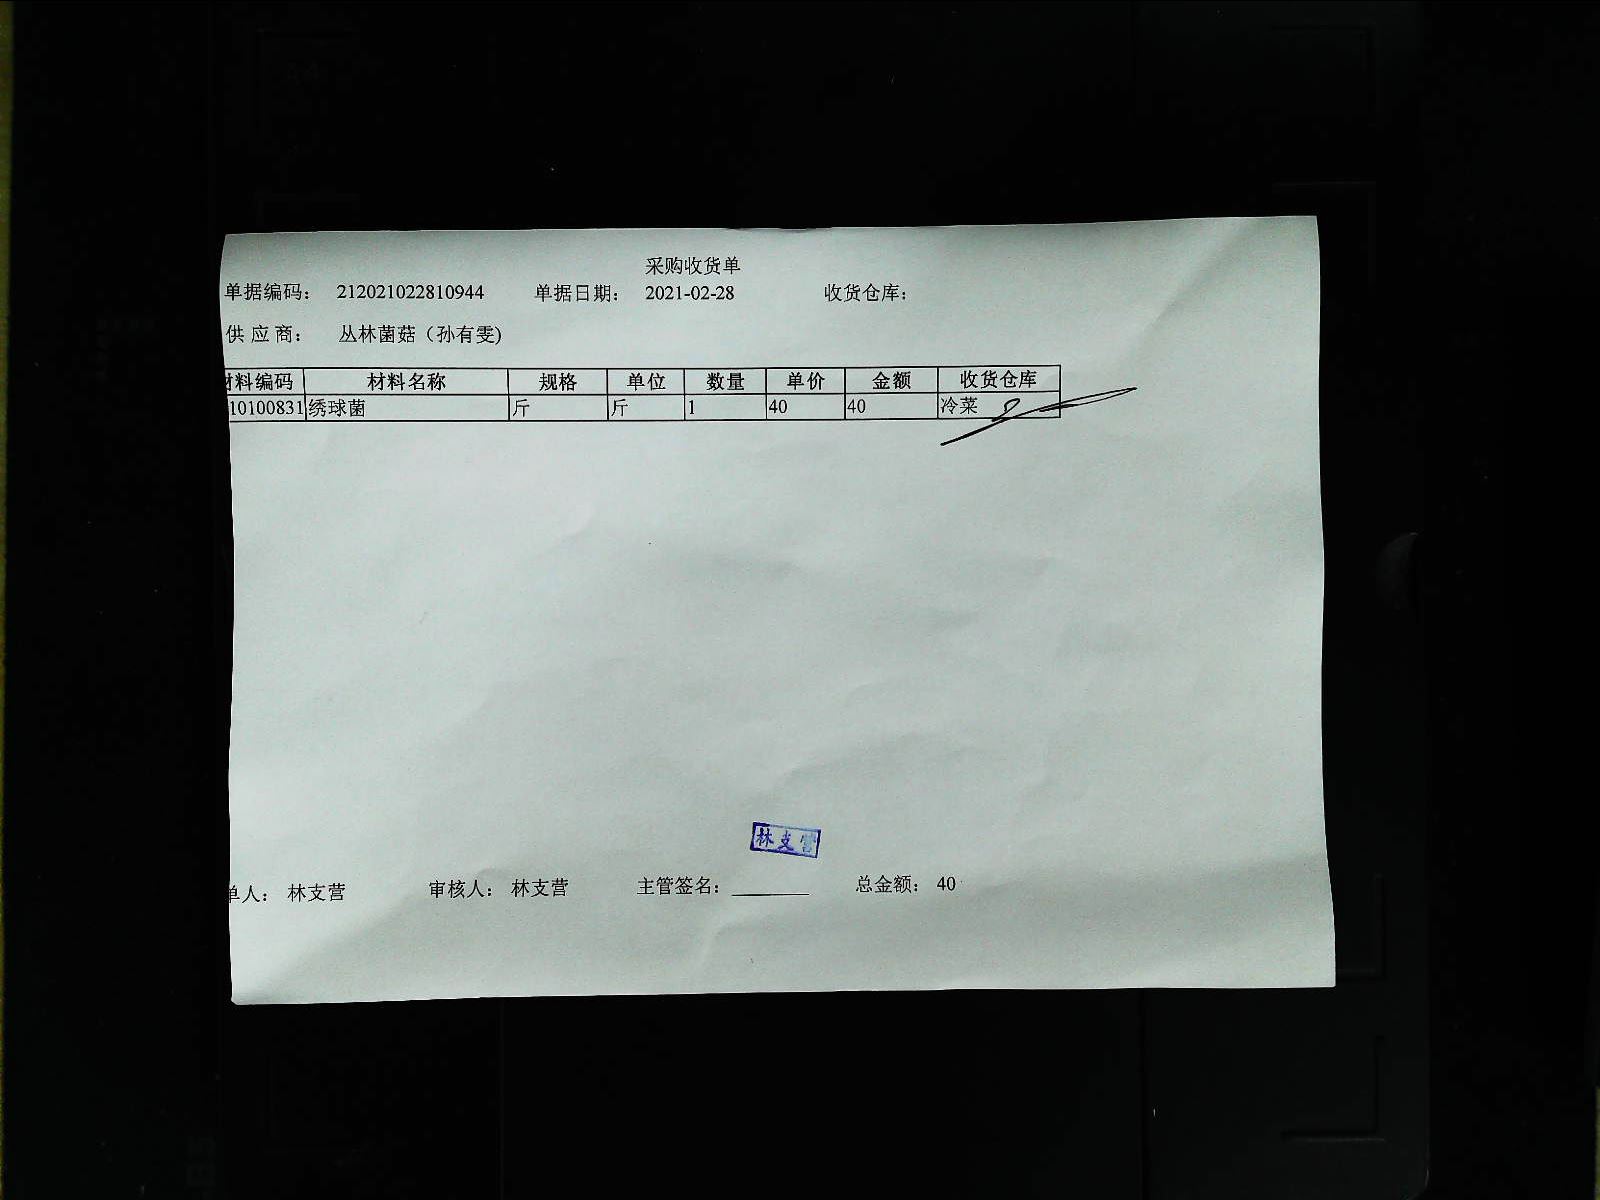 采购收货单
单据编码： 212021022810944 单据日期： 2021-02-28 收货仓库：
供应商： 丛林菌菇（孙有雯)
材料编码 材料名称 规格 单位 数量 单价 金额 收货仓库
10100831 绣球菌 斤 斤 1 40 40 冷菜
林支营
单人： 林支营 审核人： 林支营 主管签名： 总金额： 40